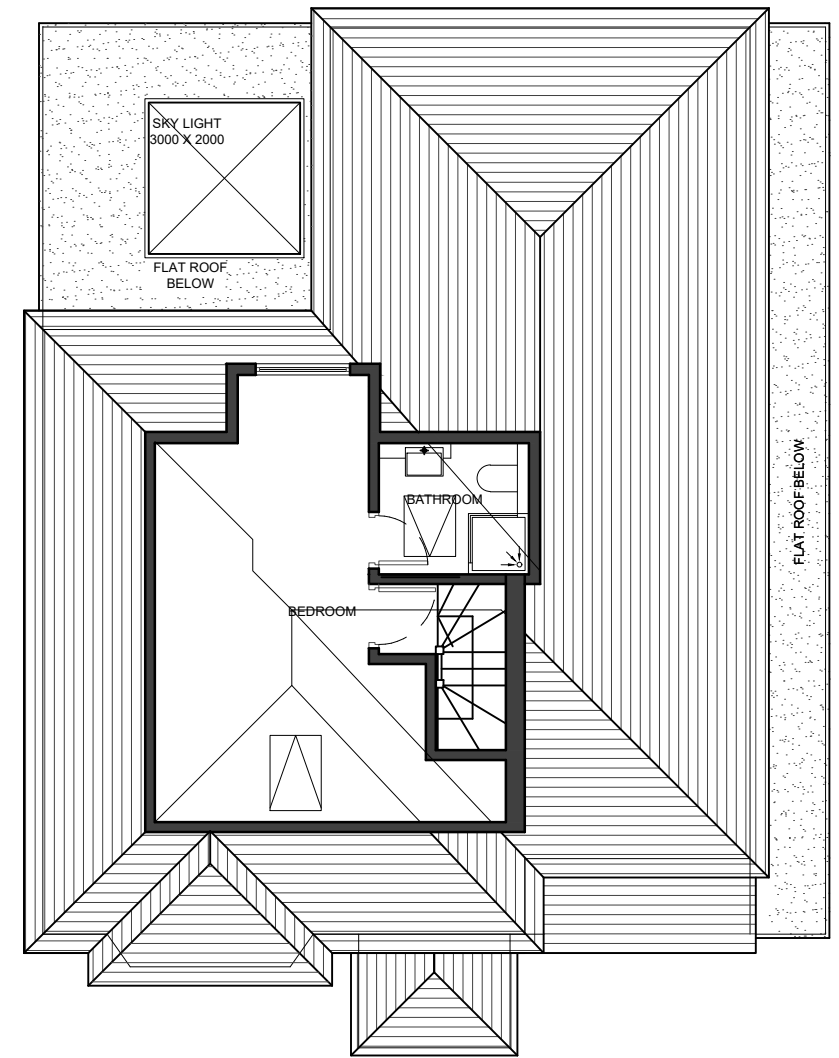 SKY LIGHT
3000 X 2000
FLAT ROOF
BELOW
BATHROOM
FLAT ROOF BELOW
BEDROOM